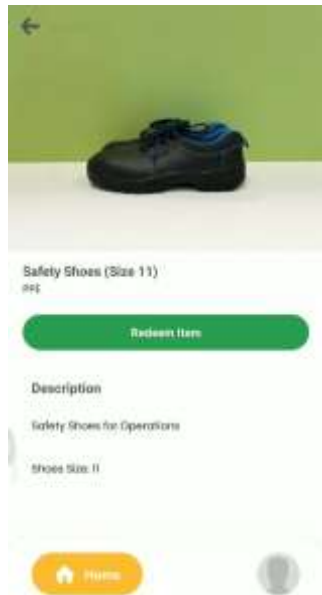 Safety Shoes (Size 11)
PPE
Redeem Item
Description
Safety Shoes for Operations
Shoes Size: 11
Home